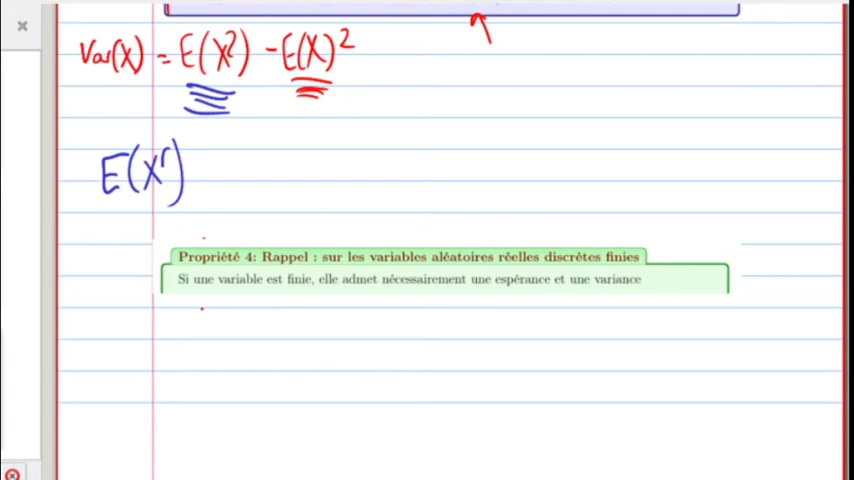 Var(X) = E(X²) - E(X)²
E(Xʳ)
Propriété 4: Rappel : sur les variables aléatoires réelles discrètes finies
Si une variable est finie, elle admet nécessairement une espérance et une variance